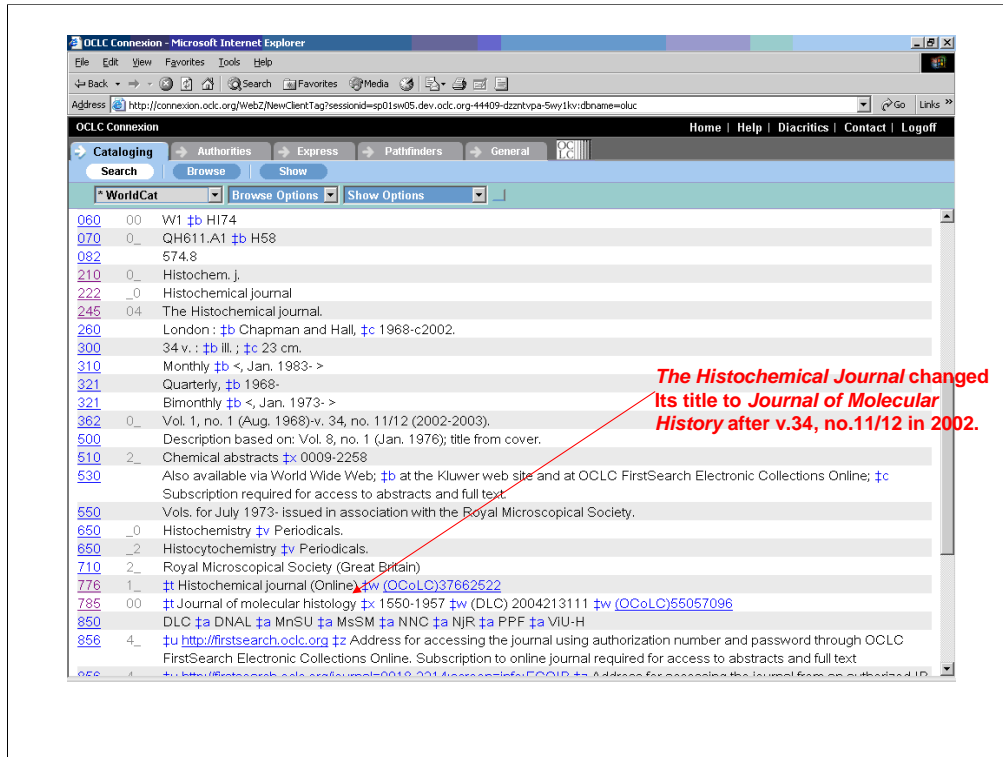 OCLC Connexion - Microsoft Internet Explorer
File Edit View Favorites Tools Help
Back Search Favorites Media
Address http://connexion.oclc.org/WebZ/NewClientTag?sessionid=sp01sw05.dev.oclc.org-44409-dzzntvpa-5wy1kv:dbname=oluc Go Links »
OCLC Connexion Home | Help | Diacritics | Contact | Logoff
Cataloging Authorities Express Pathfinders General OCLC
Search Browse Show
* WorldCat Browse Options Show Options
060 00 W1 ‡b HI74
070 0_ QH611.A1 ‡b H58
082 574.8
210 0_ Histochem. j.
222 _0 Histochemical journal
245 04 The Histochemical journal.
260 London : ‡b Chapman and Hall, ‡c 1968-c2002.
300 34 v. : ‡b ill. ; ‡c 23 cm.
310 Monthly ‡b <, Jan. 1983- >
321 Quarterly, ‡b 1968-
321 Bimonthly ‡b <, Jan. 1973- >
362 0_ Vol. 1, no. 1 (Aug. 1968)-v. 34, no. 11/12 (2002-2003).
500 Description based on: Vol. 8, no. 1 (Jan. 1976); title from cover.
510 2_ Chemical abstracts ‡x 0009-2258
530 Also available via World Wide Web; ‡b at the Kluwer web site and at OCLC FirstSearch Electronic Collections Online; ‡c
Subscription required for access to abstracts and full text
550 Vols. for July 1973- issued in association with the Royal Microscopical Society.
650 _0 Histochemistry ‡v Periodicals.
650 _2 Histocytochemistry ‡v Periodicals.
710 2_ Royal Microscopical Society (Great Britain)
776 1_ ‡t Histochemical journal (Online) ‡w (OCoLC)37662522
785 00 ‡t Journal of molecular histology ‡x 1550-1957 ‡w (DLC) 2004213111 ‡w (OCoLC)55057096
850 DLC ‡a DNAL ‡a MnSU ‡a MsSM ‡a NNC ‡a NjR ‡a PPF ‡a ViU-H
856 4_ ‡u http://firstsearch.oclc.org ‡z Address for accessing the journal using authorization number and password through OCLC
FirstSearch Electronic Collections Online. Subscription to online journal required for access to abstracts and full text
The Histochemical Journal changed
Its title to Journal of Molecular
History after v.34, no.11/12 in 2002.